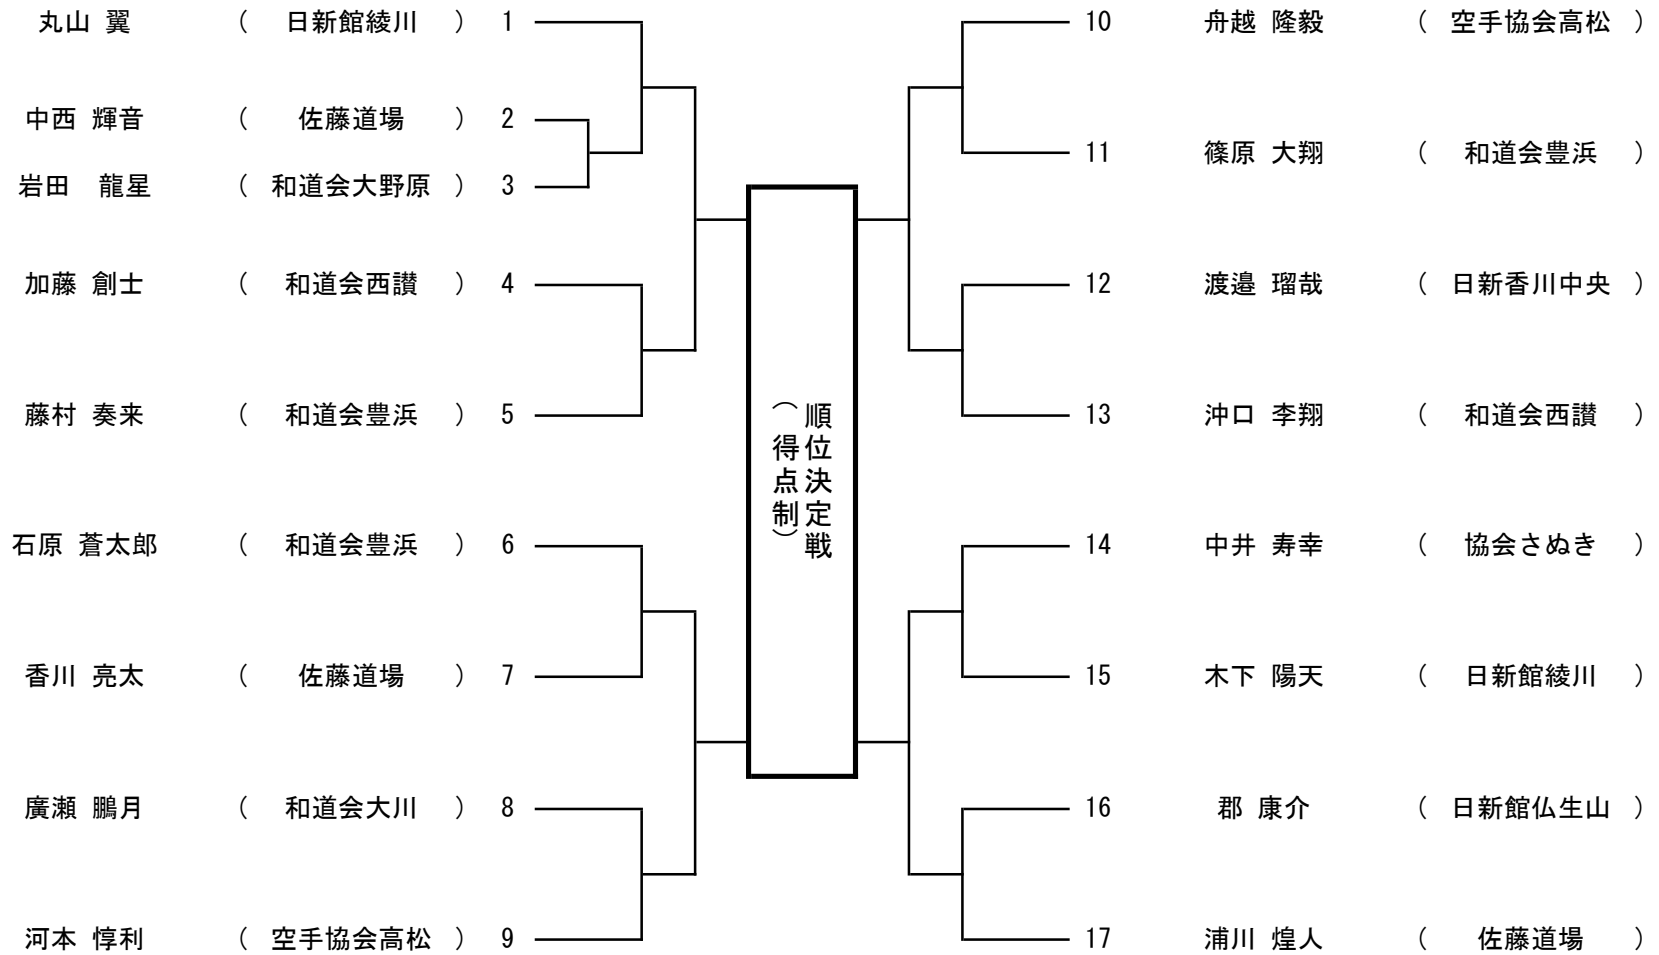 丸山 翼 ( 日新館綾川 ) 1
中西 輝音 ( 佐藤道場 ) 2
岩田 龍星 ( 和道会大野原 ) 3
加藤 創士 ( 和道会西讃 ) 4
藤村 奏来 ( 和道会豊浜 ) 5
石原 蒼太郎 ( 和道会豊浜 ) 6
香川 亮太 ( 佐藤道場 ) 7
廣瀬 鵬月 ( 和道会大川 ) 8
河本 惇利 ( 空手協会高松 ) 9
順位決定戦
(得点制)
10 舟越 隆毅 ( 空手協会高松 )
11 篠原 大翔 ( 和道会豊浜 )
12 渡邉 瑠哉 ( 日新香川中央 )
13 沖口 李翔 ( 和道会西讃 )
14 中井 寿幸 ( 協会さぬき )
15 木下 陽天 ( 日新館綾川 )
16 郡 康介 ( 日新館仏生山 )
17 浦川 煌人 ( 佐藤道場 )